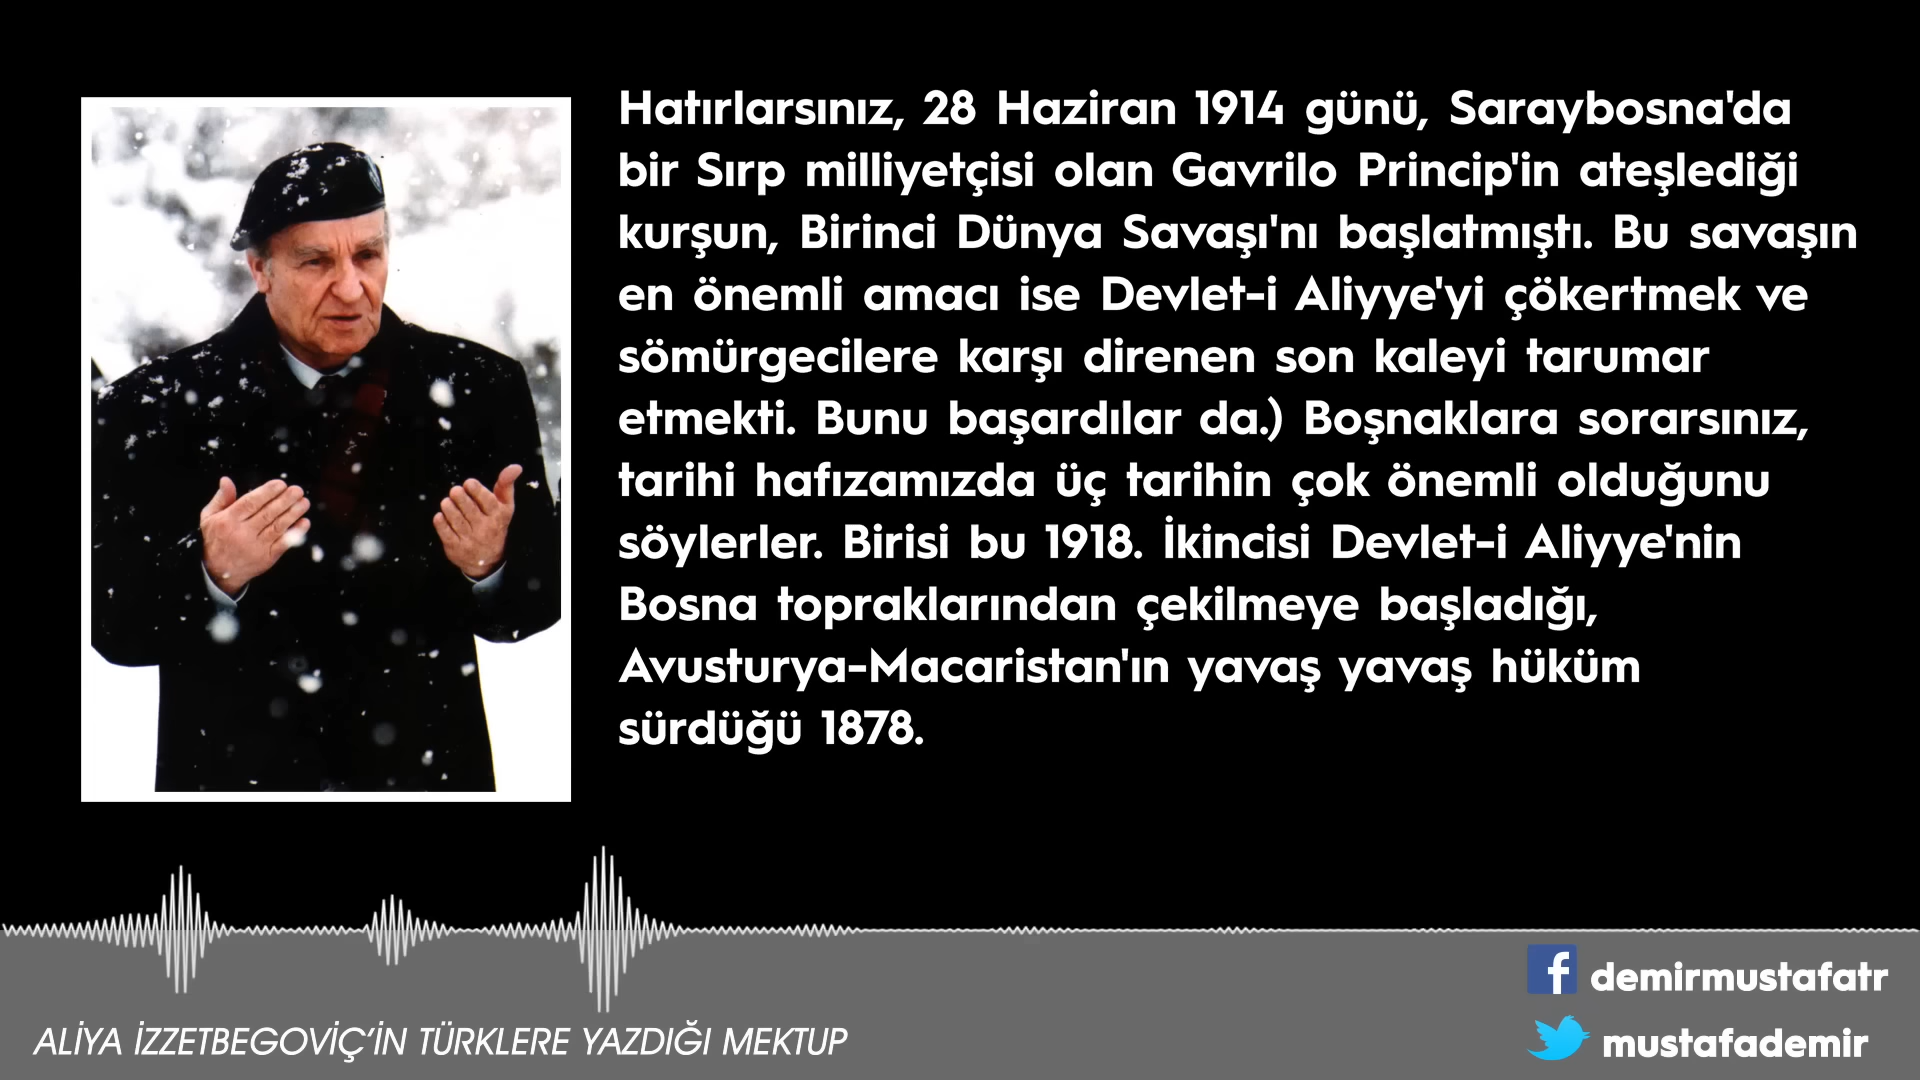 Hatırlarsınız, 28 Haziran 1914 günü, Saraybosna'da
bir Sırp milliyetçisi olan Gavrilo Princip'in ateşlediği
kurşun, Birinci Dünya Savaşı'nı başlatmıştı. Bu savaşın
en önemli amacı ise Devlet-i Aliyye'yi çökertmek ve
sömürgecilere karşı direnen son kaleyi tarumar
etmekti. Bunu başardılar da.) Boşnaklara sorarsınız,
tarihi hafızamızda üç tarihin çok önemli olduğunu
söylerler. Birisi bu 1918. İkincisi Devlet-i Aliyye'nin
Bosna topraklarından çekilmeye başladığı,
Avusturya-Macaristan'ın yavaş yavaş hüküm
sürdüğü 1878.
f demirmustafatr
mustafademir
ALİYA İZZETBEGOVİÇ’İN TÜRKLERE YAZDIĞI MEKTUP